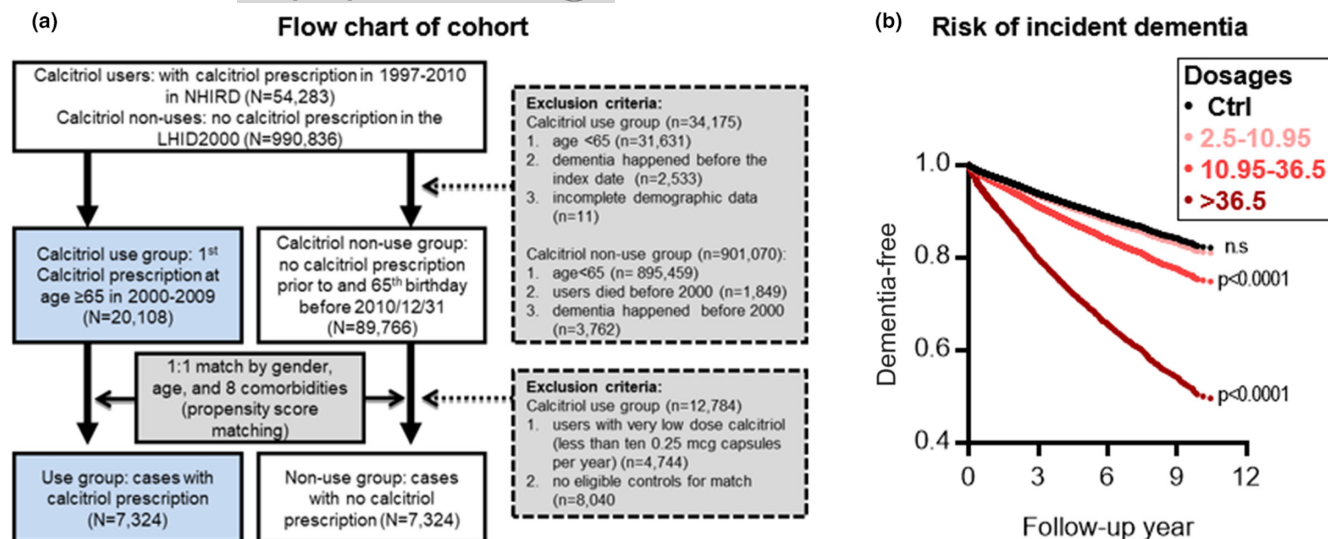 (a)
Flow chart of cohort
Calcitriol users: with calcitriol prescription in 1997-2010
in NHIRD (N=54,283)
Calcitriol non-uses: no calcitriol prescription in the
LHID2000 (N=990,836)
Exclusion criteria:
Calcitriol use group (n=34,175)
1. age <65 (n=31,631)
2. dementia happened before the
index date (n=2,533)
3. incomplete demographic data
(n=11)
Calcitriol non-use group (n=901,070):
1. age<65 (n= 895,459)
2. users died before 2000 (n=1,849)
3. dementia happened before 2000
(n=3,762)
Calcitriol use group: 1st
Calcitriol prescription at
age ≥65 in 2000-2009
(N=20,108)
Calcitriol non-use group:
no calcitriol prescription
prior to and 65th birthday
before 2010/12/31
(N=89,766)
1:1 match by gender,
age, and 8 comorbidities
(propensity score
matching)
Exclusion criteria:
Calcitriol use group (n=12,784)
1. users with very low dose calcitriol
(less than ten 0.25 mcg capsules
per year) (n=4,744)
2. no eligible controls for match
(n=8,040
Use group: cases with
calcitriol prescription
(N=7,324)
Non-use group: cases
with no calcitriol
prescription (N=7,324)
(b)
Risk of incident dementia
Dosages
Ctrl
2.5-10.95
10.95-36.5
>36.5
Dementia-free
1.0
0.8
0.6
0.4
n.s
p<0.0001
p<0.0001
0
3
6
9
12
Follow-up year